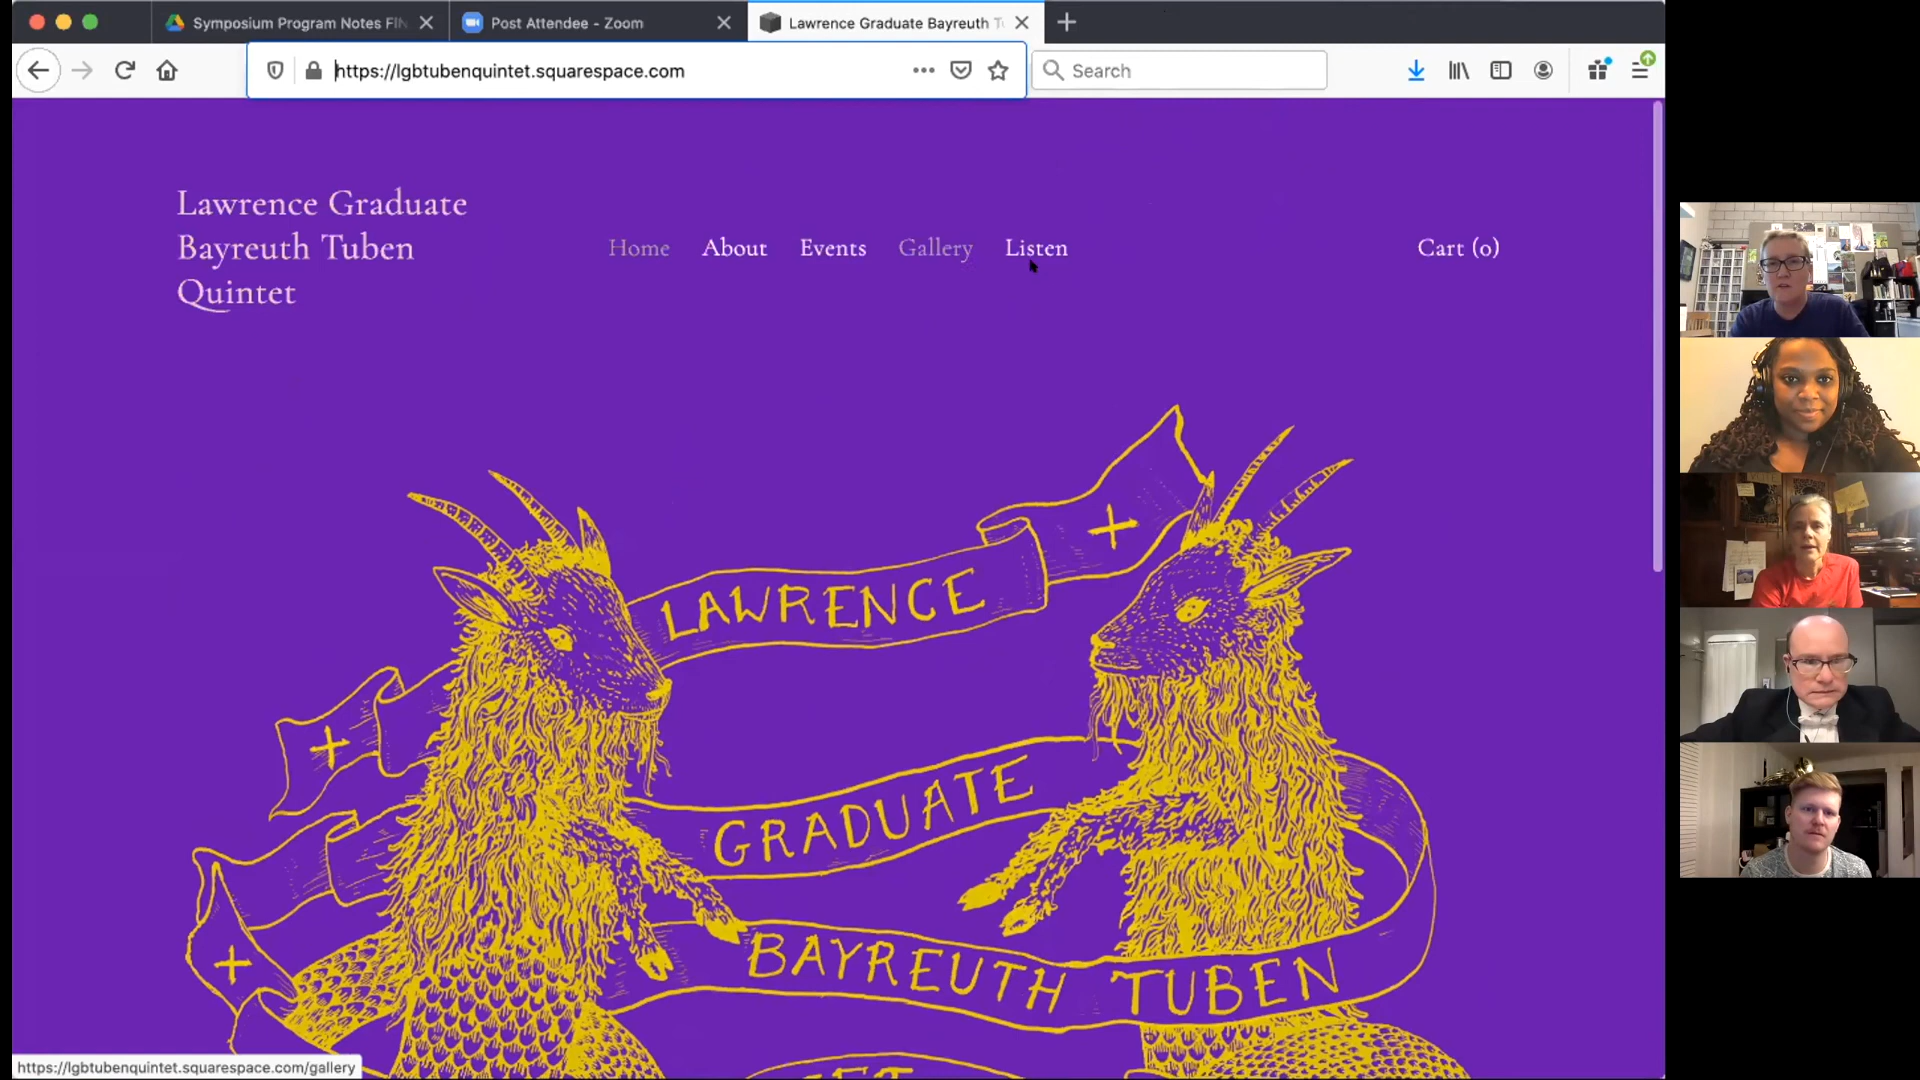 Symposium Program Notes FIN
Post Attendee - Zoom
Lawrence Graduate Bayreuth Tu
https://lgbtubenquintet.squarespace.com
Search
Lawrence Graduate
Bayreuth Tuben
Quintet
Home
About
Events
Gallery
Listen
Cart (0)
LAWRENCE
GRADUATE
BAYREUTH TUBEN
https://lgbtubenquintet.squarespace.com/gallery